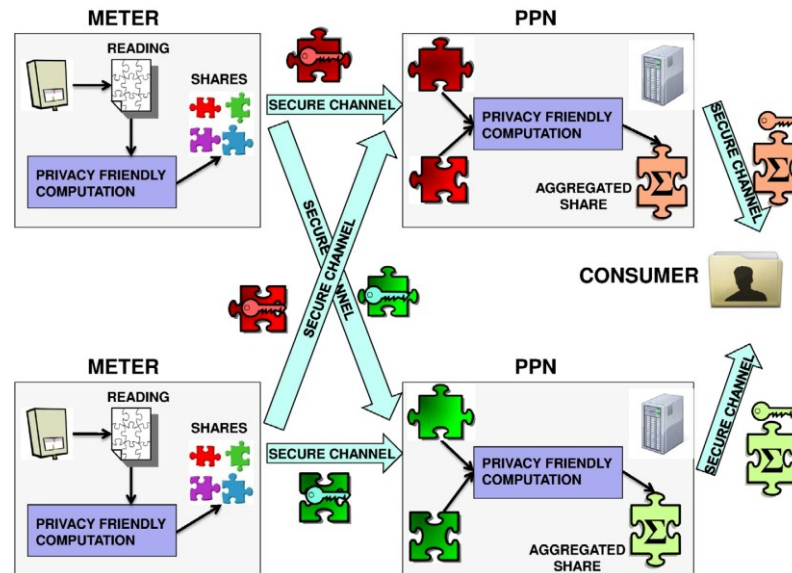 METER
READING
SHARES
PRIVACY FRIENDLY
COMPUTATION
SECURE CHANNEL
SECURE CHANNEL
SECURE CHANNEL
PPN
PRIVACY FRIENDLY
COMPUTATION
AGGREGATED
SHARE
Σ
SECURE CHANNEL
Σ
CONSUMER
METER
READING
SHARES
PRIVACY FRIENDLY
COMPUTATION
SECURE CHANNEL
PPN
PRIVACY FRIENDLY
COMPUTATION
AGGREGATED
SHARE
Σ
SECURE CHANNEL
Σ